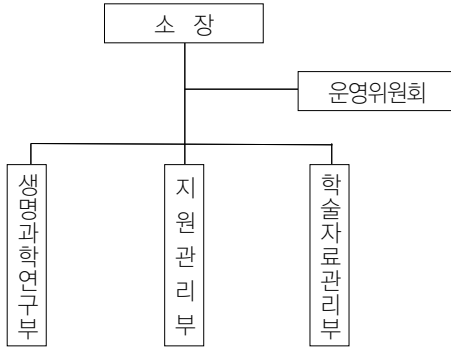 소 장
운영위원회
생명과학연구부
지원관리부
학술자료관리부